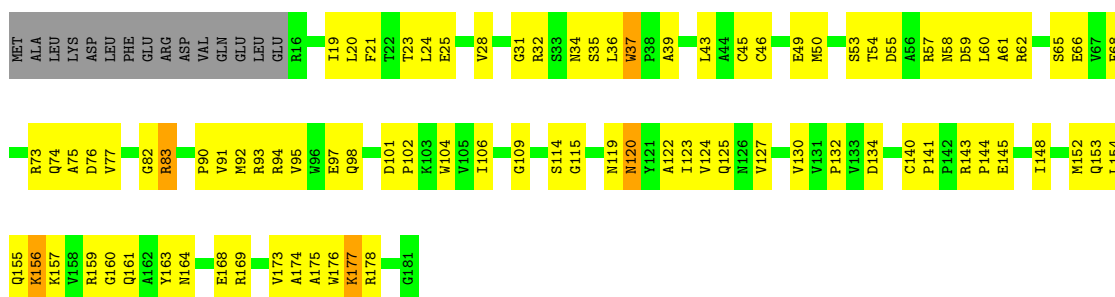 MET ALA LEU LYS ASP LEU PHE GLU ARG ASP VAL GLN GLU LEU GLU R16 I19 L20 F21 T22 T23 L24 E25 V28 G31 R32 S33 N34 S35 L36 W37 P38 A39 L43 A44 C45 C46 E49 M50 S53 T54 D55 A56 R57 N58 D59 L60 A61 R62 S65 E66 V67
R73 Q74 A75 D76 V77 G82 R83 P90 V91 M92 R93 R94 V95 W96 E97 Q98 D101 P102 K103 W104 V105 I106 G109 S114 G115 N119 N120 Y121 A122 I123 V124 Q125 N126 V127 V130 V131 P132 V133 D134 C140 P141 P142 R143 P144 E145 I148 M152 Q153 L154
Q155 K156 K157 V158 R159 G160 Q161 A162 Y163 N164 E168 R169 V173 A174 A175 W176 K177 R178 G181